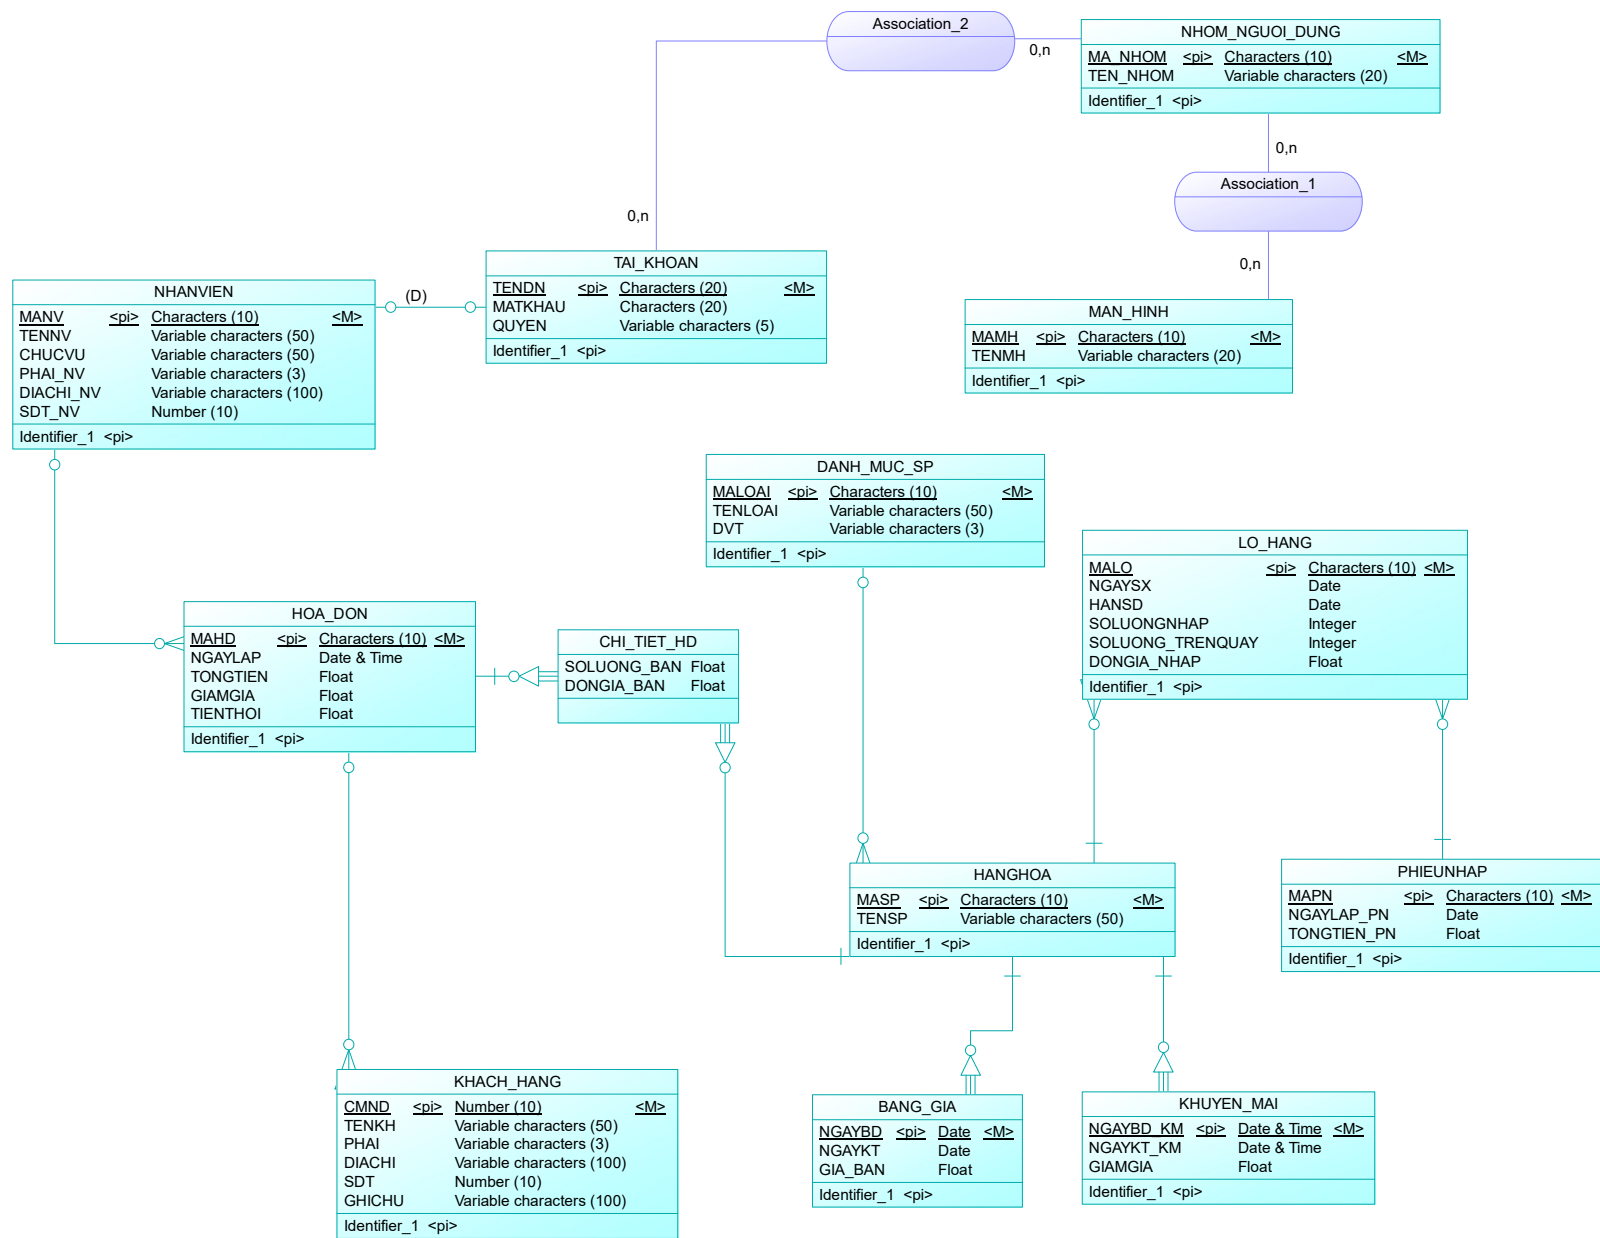 Association_2
0,n
NHOM_NGUOI_DUNG
MA_NHOM <pi> Characters (10) <M>
TEN_NHOM Variable characters (20)
Identifier_1 <pi>
0,n
Association_1
0,n
0,n
TAI_KHOAN
TENDN <pi> Characters (20) <M>
MATKHAU Characters (20)
QUYEN Variable characters (5)
Identifier_1 <pi>
(D)
NHANVIEN
MANV <pi> Characters (10) <M>
TENNV Variable characters (50)
CHUCVU Variable characters (50)
PHAI_NV Variable characters (3)
DIACHI_NV Variable characters (100)
SDT_NV Number (10)
Identifier_1 <pi>
MAN_HINH
MAMH <pi> Characters (10) <M>
TENMH Variable characters (20)
Identifier_1 <pi>
DANH_MUC_SP
MALOAI <pi> Characters (10) <M>
TENLOAI Variable characters (50)
DVT Variable characters (3)
Identifier_1 <pi>
LO_HANG
MALO <pi> Characters (10) <M>
NGAYSX Date
HANSD Date
SOLUONGNHAP Integer
SOLUONG_TRENQUAY Integer
DONGIA_NHAP Float
Identifier_1 <pi>
HOA_DON
MAHD <pi> Characters (10) <M>
NGAYLAP Date & Time
TONGTIEN Float
GIAMGIA Float
TIENTHOI Float
Identifier_1 <pi>
CHI_TIET_HD
SOLUONG_BAN Float
DONGIA_BAN Float
HANGHOA
MASP <pi> Characters (10) <M>
TENSP Variable characters (50)
Identifier_1 <pi>
PHIEUNHAP
MAPN <pi> Characters (10) <M>
NGAYLAP_PN Date
TONGTIEN_PN Float
Identifier_1 <pi>
KHACH_HANG
CMND <pi> Number (10) <M>
TENKH Variable characters (50)
PHAI Variable characters (3)
DIACHI Variable characters (100)
SDT Number (10)
GHICHU Variable characters (100)
Identifier_1 <pi>
BANG_GIA
NGAYBD <pi> Date <M>
NGAYKT Date
GIA_BAN Float
Identifier_1 <pi>
KHUYEN_MAI
NGAYBD_KM <pi> Date & Time <M>
NGAYKT_KM Date & Time
GIAMGIA Float
Identifier_1 <pi>